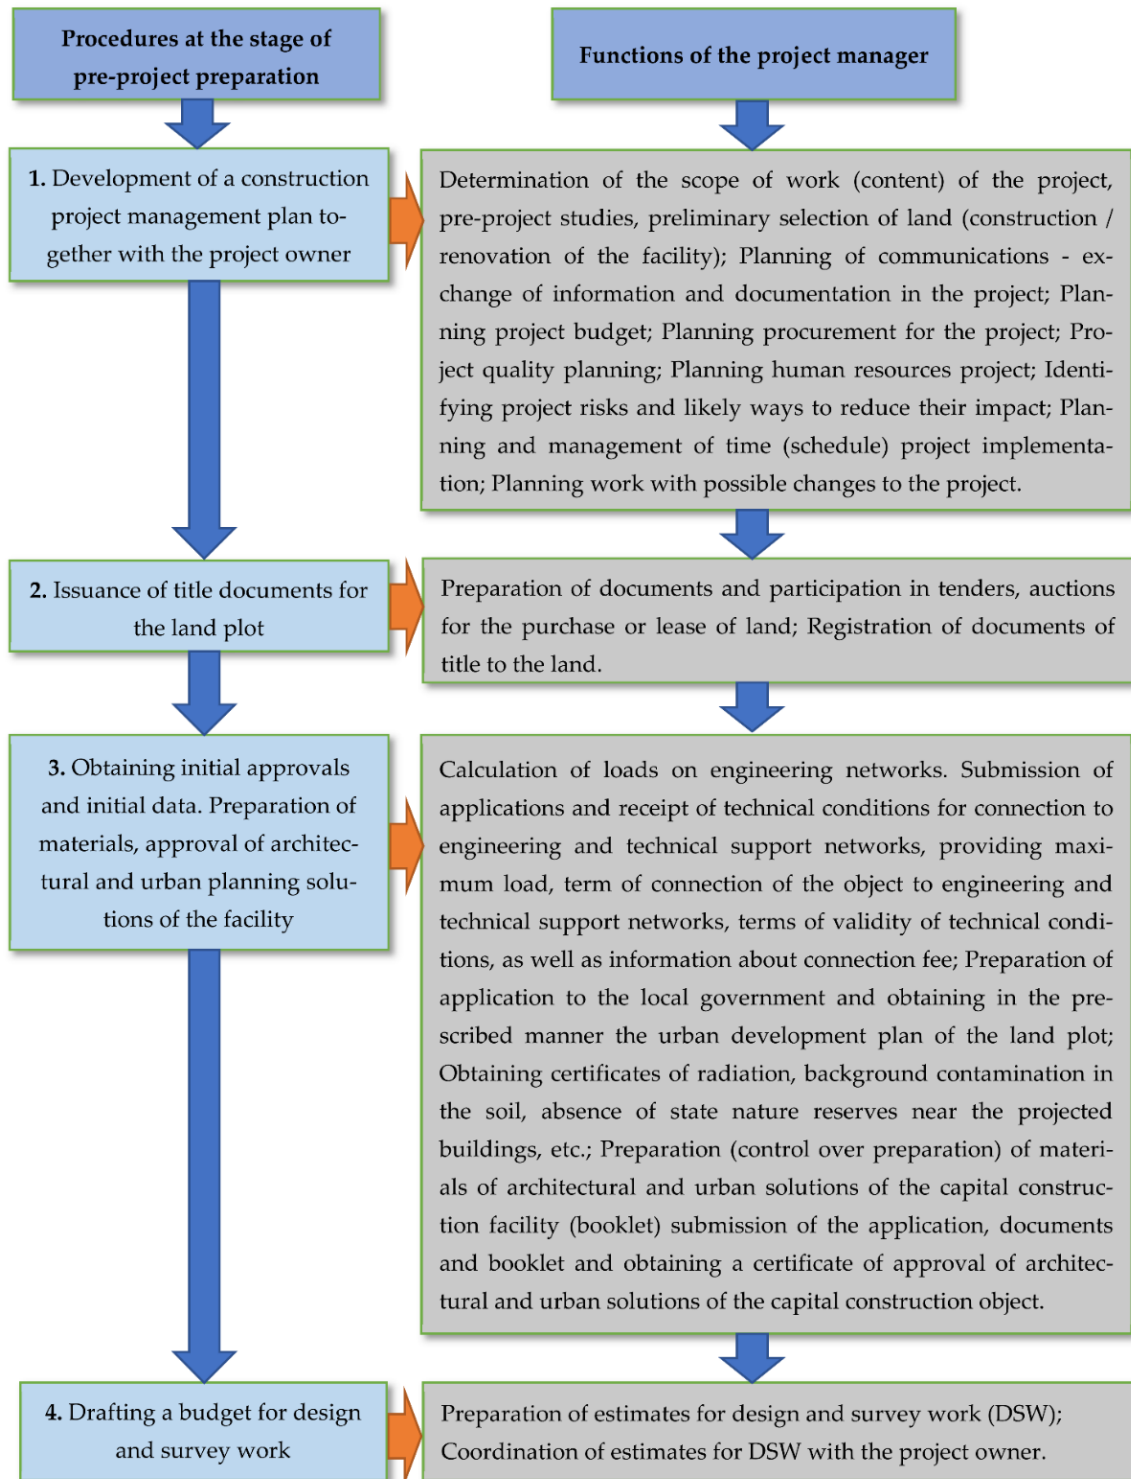 Procedures at the stage of
pre-project preparation
Functions of the project manager
1. Development of a construction
project management plan to-
gether with the project owner
Determination of the scope of work (content) of the project,
pre-project studies, preliminary selection of land (construction /
renovation of the facility); Planning of communications - ex-
change of information and documentation in the project; Plan-
ning project budget; Planning procurement for the project; Pro-
ject quality planning; Planning human resources project; Identi-
fying project risks and likely ways to reduce their impact; Plan-
ning and management of time (schedule) project implementa-
tion; Planning work with possible changes to the project.
2. Issuance of title documents for
the land plot
Preparation of documents and participation in tenders, auctions
for the purchase or lease of land; Registration of documents of
title to the land.
3. Obtaining initial approvals
and initial data. Preparation of
materials, approval of architec-
tural and urban planning solu-
tions of the facility
Calculation of loads on engineering networks. Submission of
applications and receipt of technical conditions for connection to
engineering and technical support networks, providing maxi-
mum load, term of connection of the object to engineering and
technical support networks, terms of validity of technical condi-
tions, as well as information about connection fee; Preparation of
application to the local government and obtaining in the pre-
scribed manner the urban development plan of the land plot;
Obtaining certificates of radiation, background contamination in
the soil, absence of state nature reserves near the projected
buildings, etc.; Preparation (control over preparation) of materi-
als of architectural and urban solutions of the capital construc-
tion facility (booklet) submission of the application, documents
and booklet and obtaining a certificate of approval of architec-
tural and urban solutions of the capital construction object.
4. Drafting a budget for design
and survey work
Preparation of estimates for design and survey work (DSW);
Coordination of estimates for DSW with the project owner.